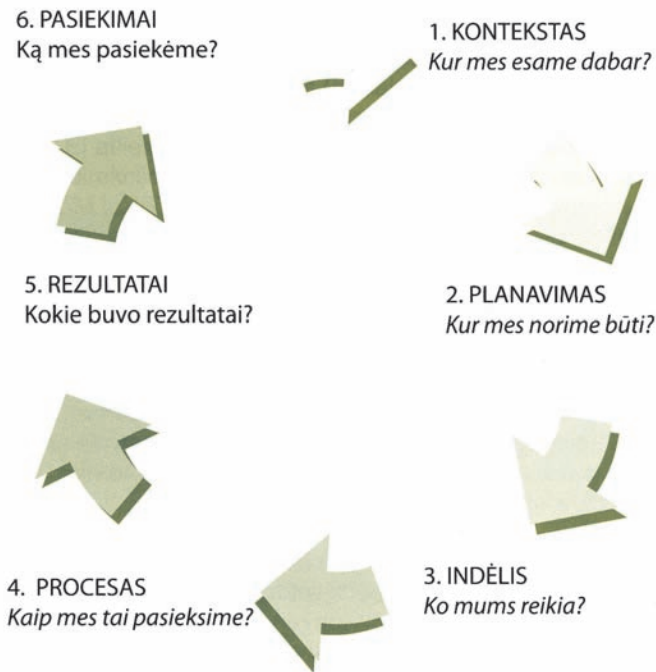 6. PASIEKIMAI
Ką mes pasiekėme?
1. KONTEKSTAS
Kur mes esame dabar?
5. REZULTATAI
Kokie buvo rezultatai?
2. PLANAVIMAS
Kur mes norime būti?
4. PROCESAS
Kaip mes tai pasieksime?
3. INDĖLIS
Ko mums reikia?